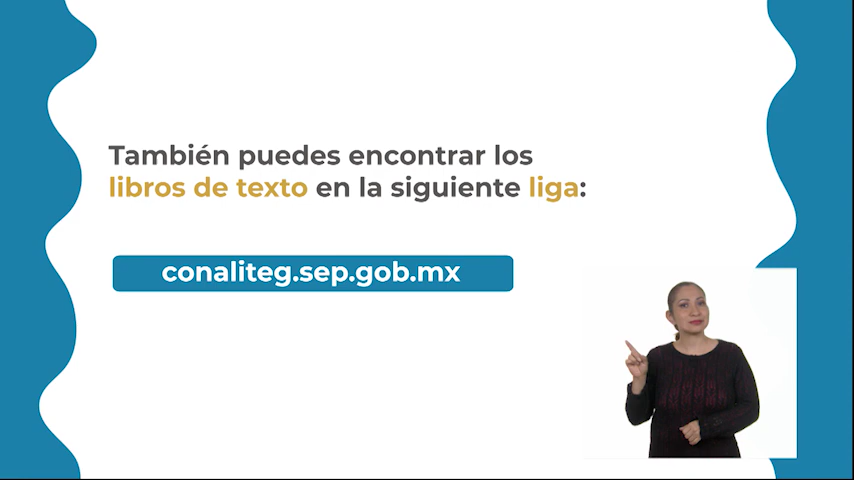 También puedes encontrar los
libros de texto en la siguiente liga:
conaliteg.sep.gob.mx